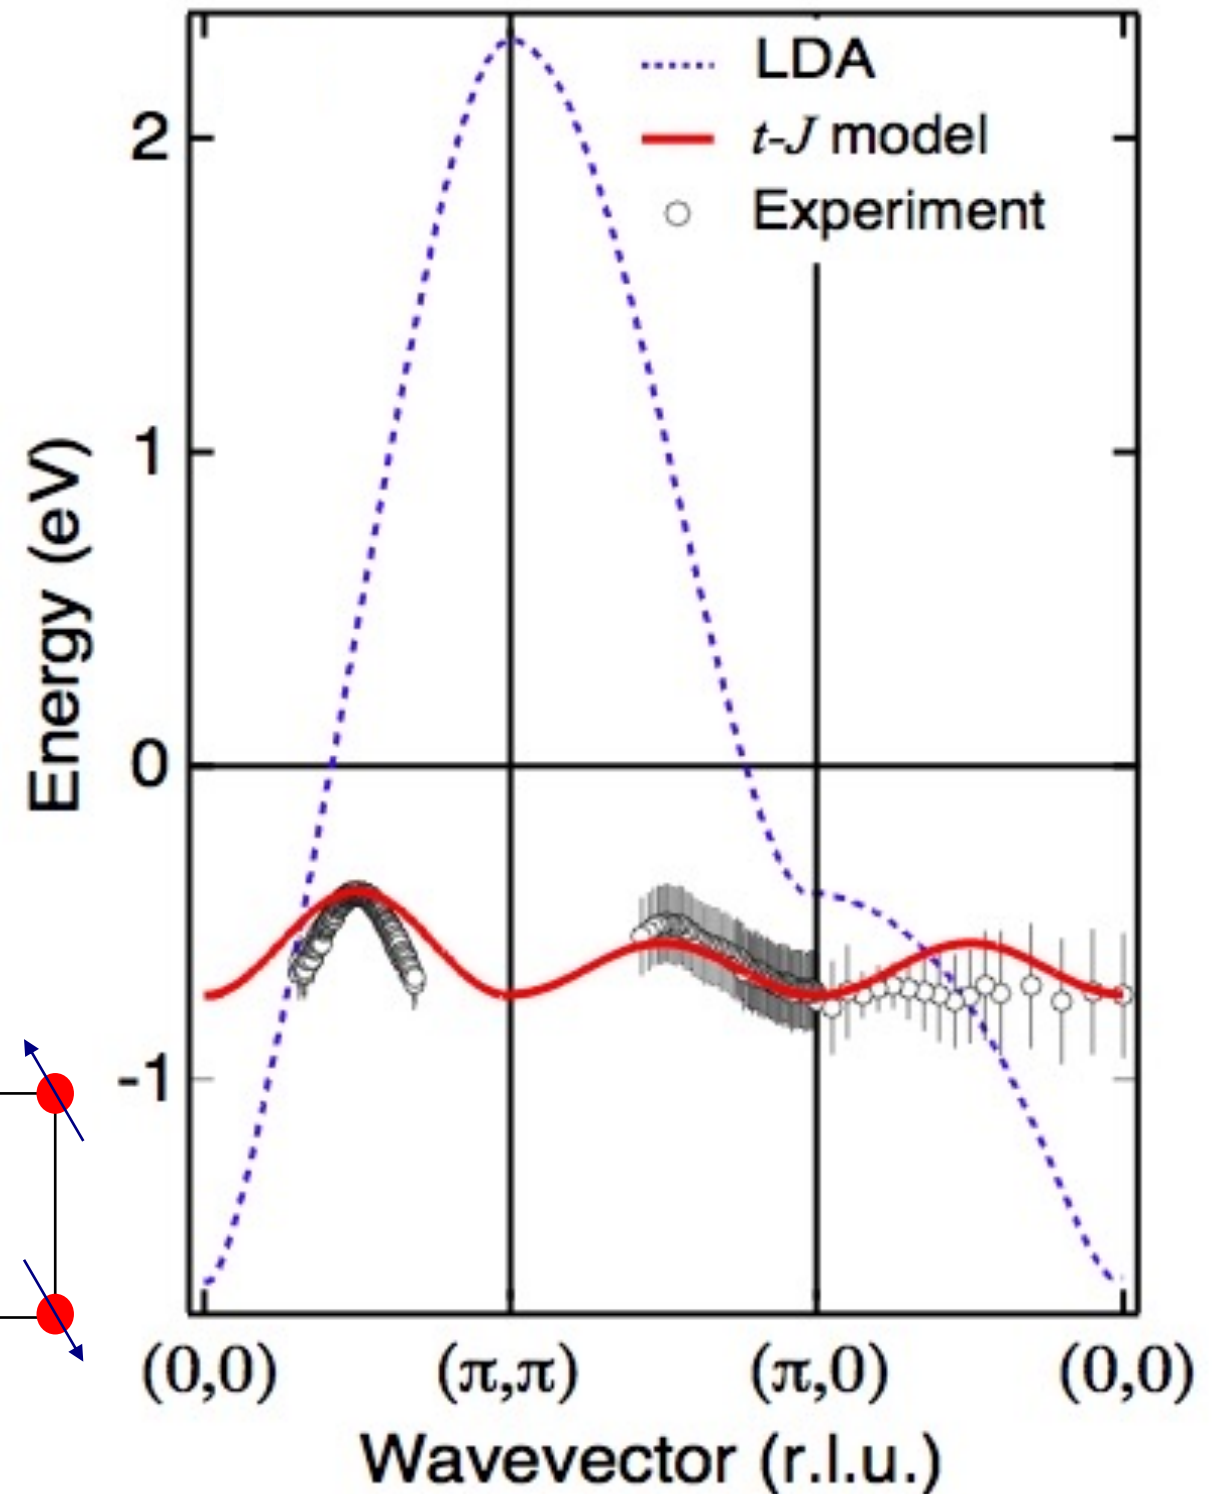 LDA
t-J model
Experiment
2
1
0
-1
Energy (eV)
(0,0) (π,π) (π,0) (0,0)
Wavevector (r.l.u.)